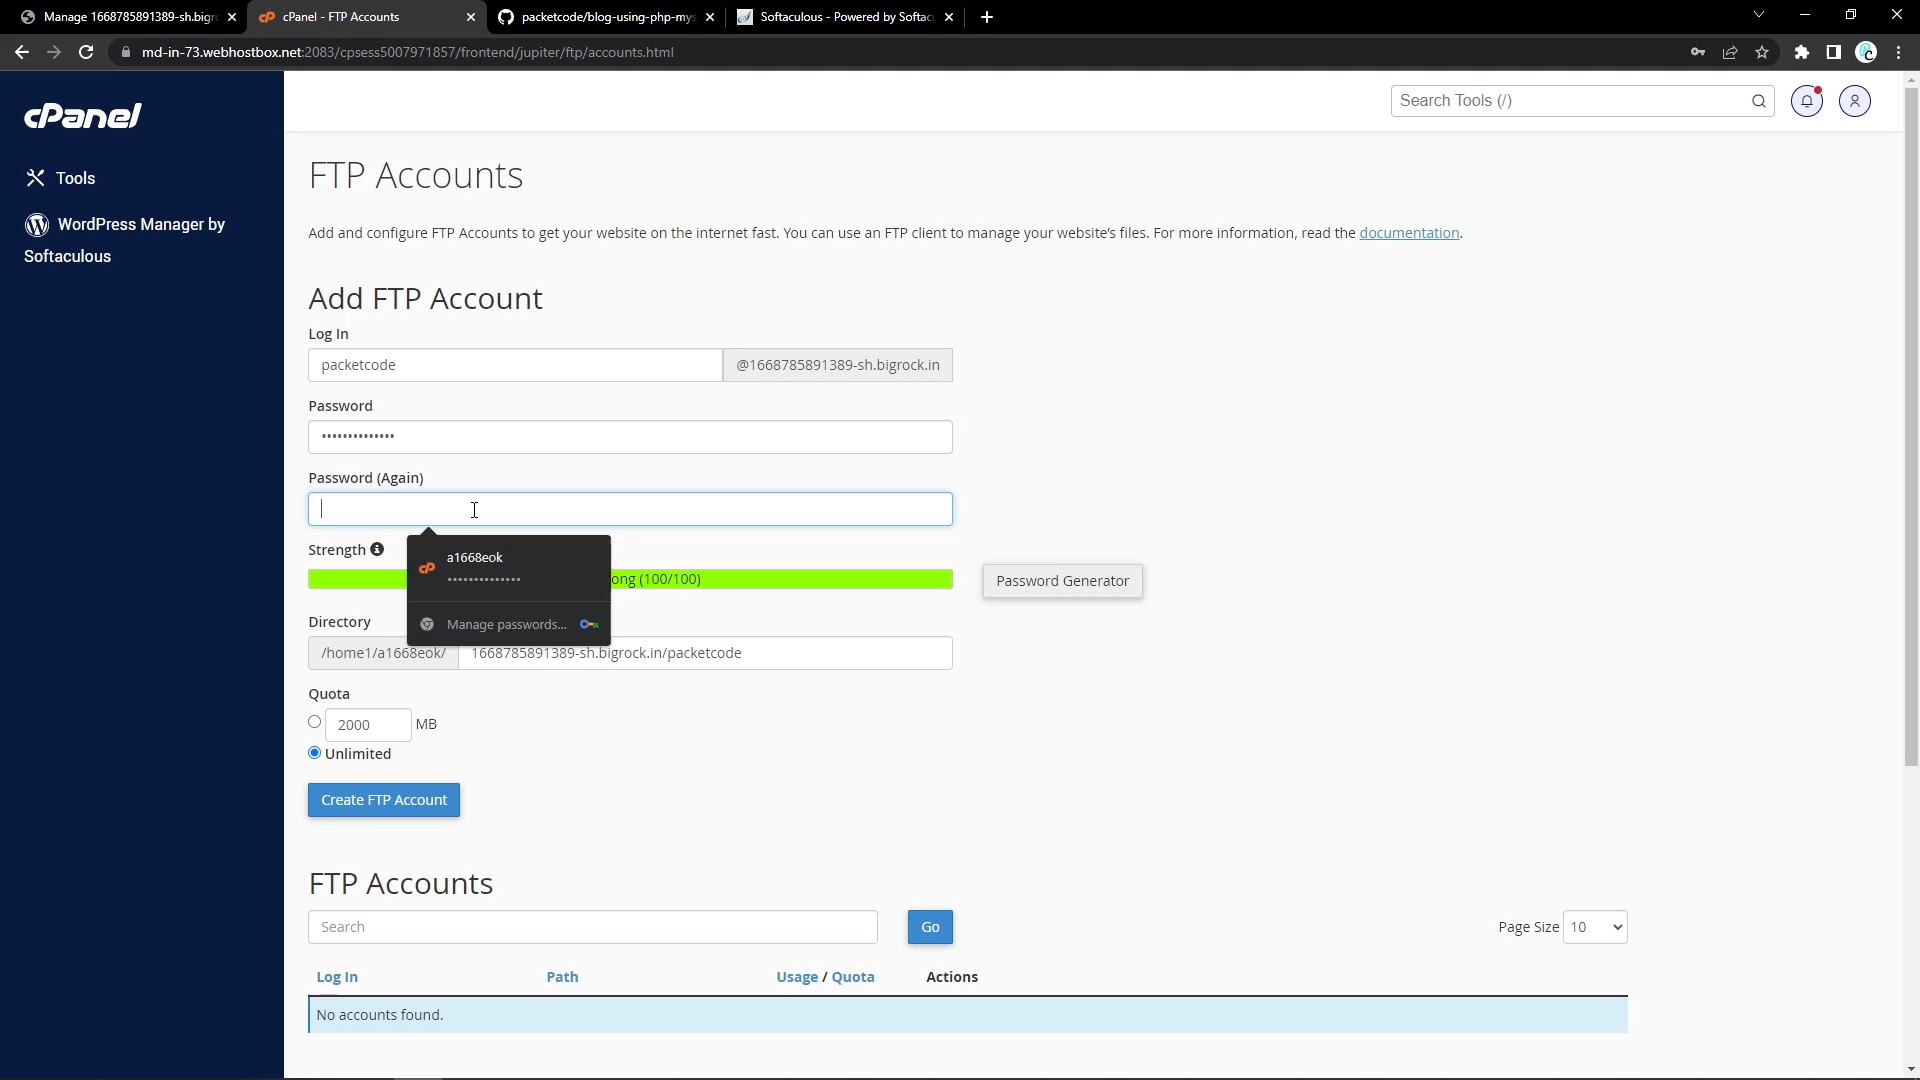 Manage 1668785891389-sh.bigr
cPanel - FTP Accounts
packetcode/blog-using-php-mys
Softaculous - Powered by Softac
md-in-73.webhostbox.net:2083/cpsess5007971857/frontend/jupiter/ftp/accounts.html
cPanel
Search Tools (/)
Tools
WordPress Manager by
Softaculous
FTP Accounts
Add and configure FTP Accounts to get your website on the internet fast. You can use an FTP client to manage your website's files. For more information, read the documentation.
Add FTP Account
Log In
packetcode @1668785891389-sh.bigrock.in
Password
••••••••••••••
Password (Again)
Strength
a1668eok
••••••••••••••
ong (100/100)
Password Generator
Manage passwords...
Directory
/home1/a1668eok/ 1668785891389-sh.bigrock.in/packetcode
Quota
2000 MB
Unlimited
Create FTP Account
FTP Accounts
Search Go Page Size 10
Log In Path Usage / Quota Actions
No accounts found.